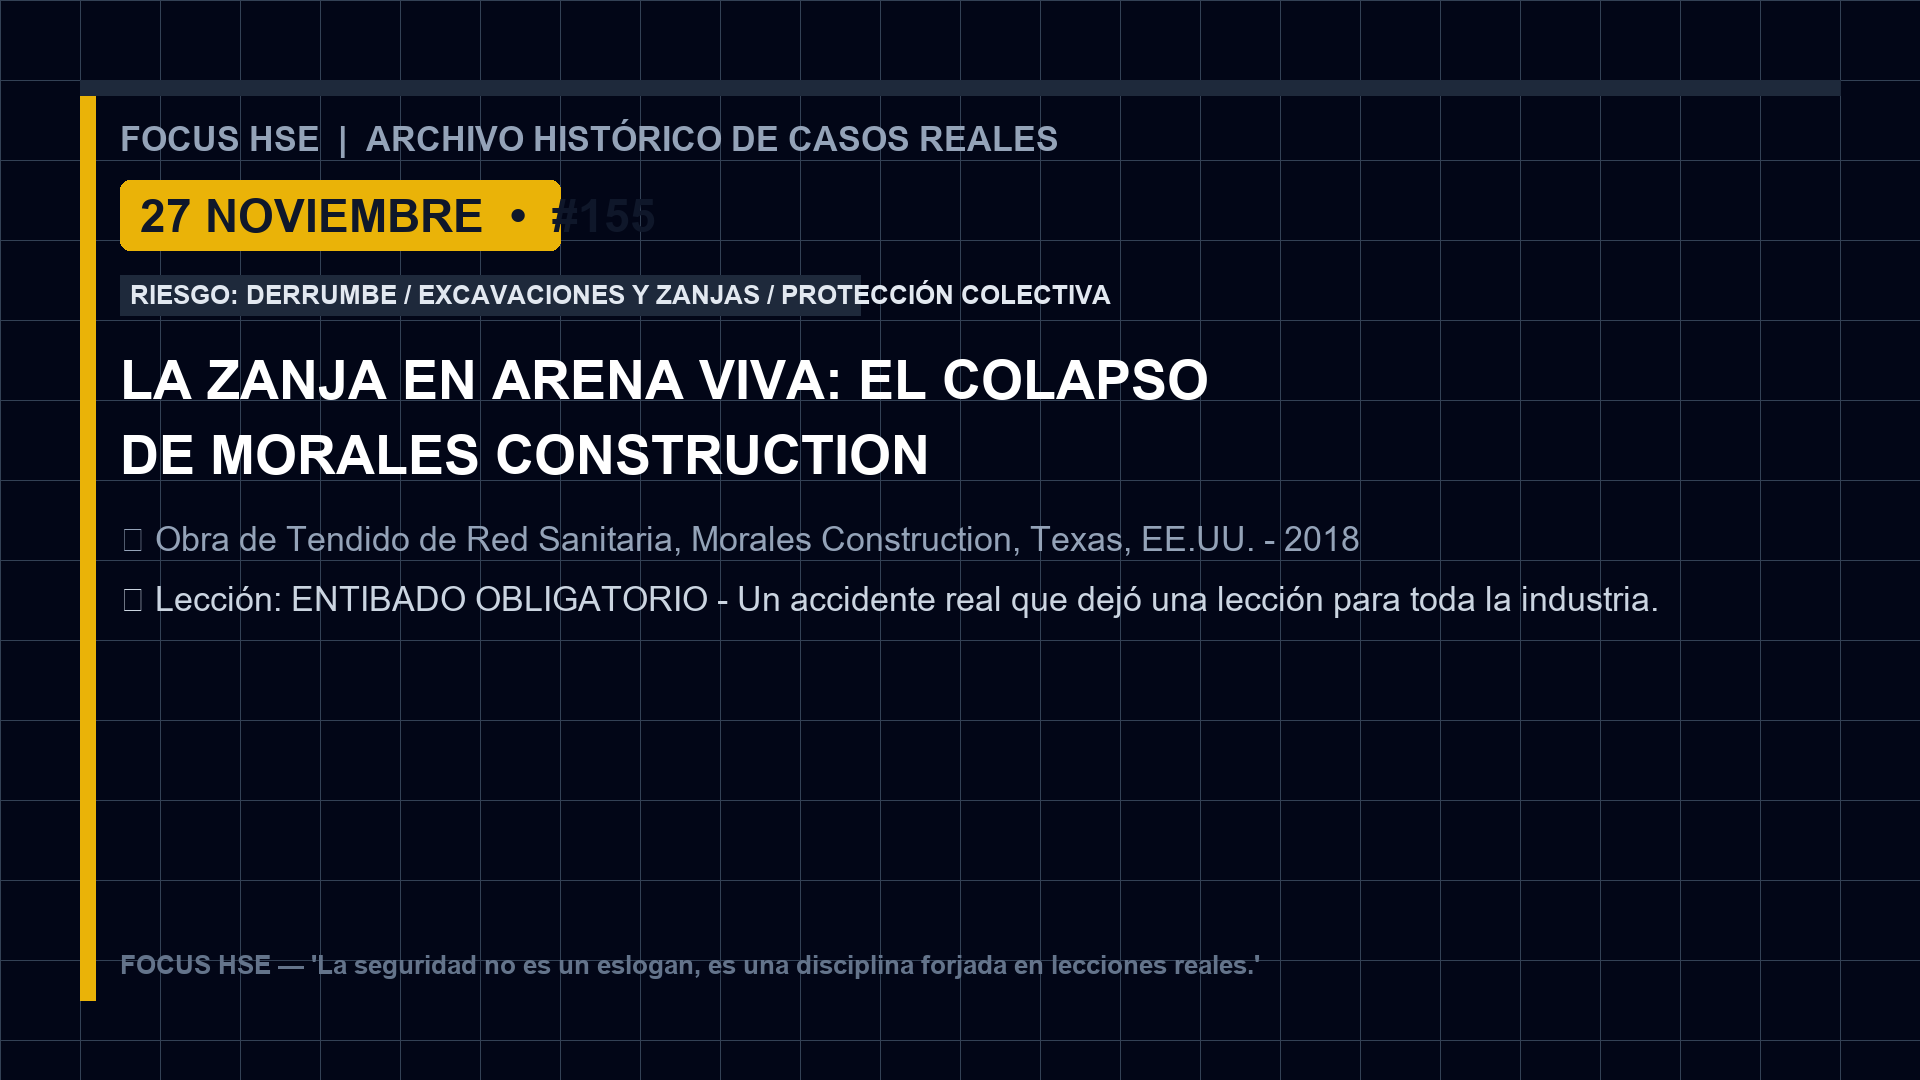 FOCUS HSE | ARCHIVO HISTÓRICO DE CASOS REALES
27 NOVIEMBRE • #155
RIESGO: DERRUMBE / EXCAVACIONES Y ZANJAS / PROTECCIÓN COLECTIVA
LA ZANJA EN ARENA VIVA: EL COLAPSO
DE MORALES CONSTRUCTION
Obra de Tendido de Red Sanitaria, Morales Construction, Texas, EE.UU. - 2018
Lección: ENTIBADO OBLIGATORIO - Un accidente real que dejó una lección para toda la industria.
FOCUS HSE — 'La seguridad no es un eslogan, es una disciplina forjada en lecciones reales.'